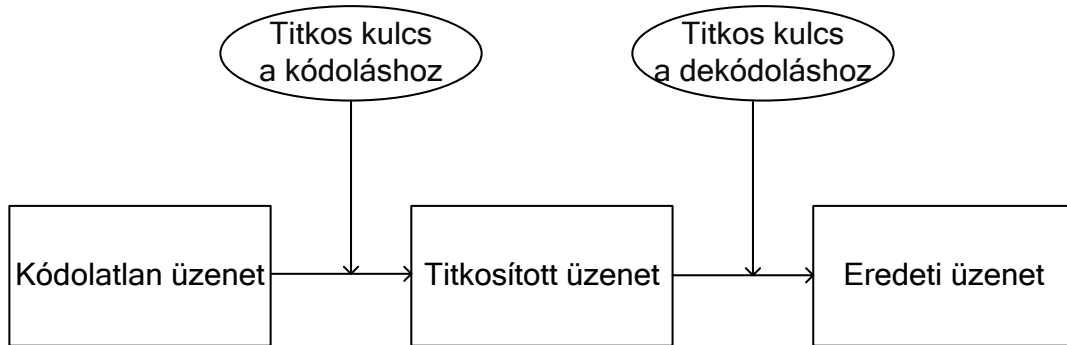 Titkos kulcs
a kódoláshoz
Titkos kulcs
a dekódoláshoz
Kódolatlan üzenet
Titkosított üzenet
Eredeti üzenet